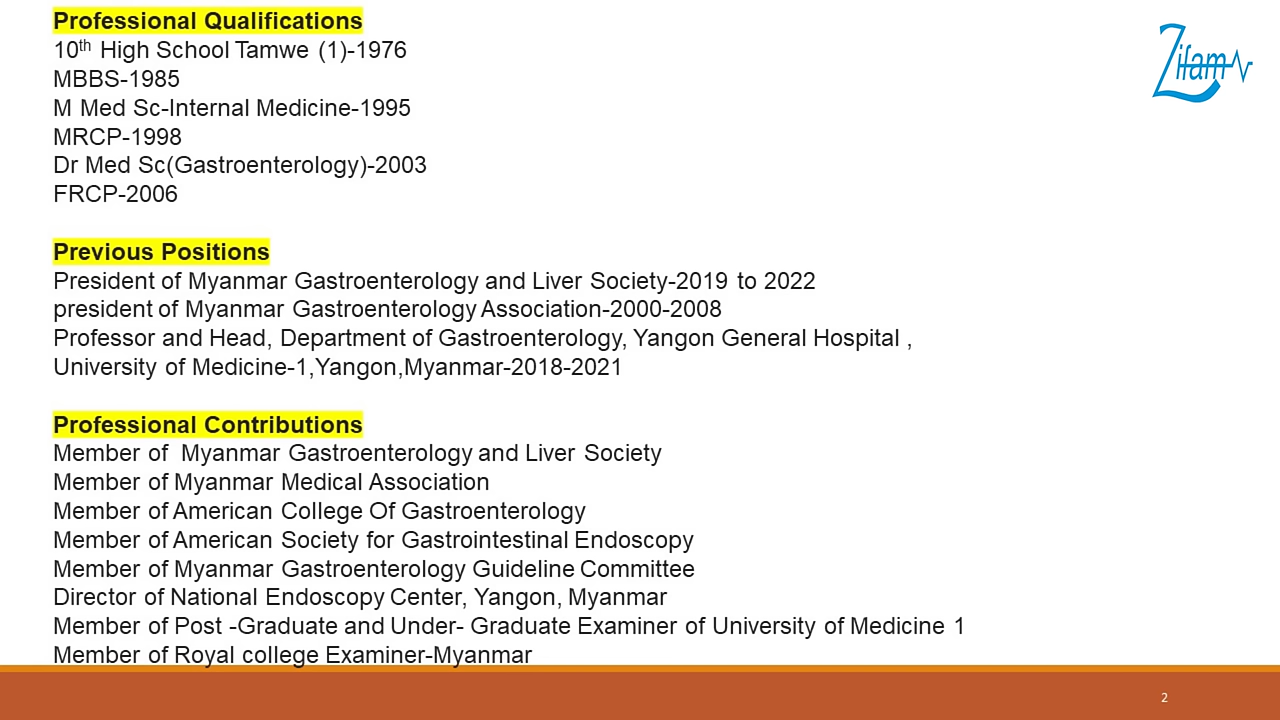 Professional Qualifications
10th High School Tamwe (1)-1976
MBBS-1985
M Med Sc-Internal Medicine-1995
MRCP-1998
Dr Med Sc(Gastroenterology)-2003
FRCP-2006
Previous Positions
President of Myanmar Gastroenterology and Liver Society-2019 to 2022
president of Myanmar Gastroenterology Association-2000-2008
Professor and Head, Department of Gastroenterology, Yangon General Hospital ,
University of Medicine-1,Yangon,Myanmar-2018-2021
Professional Contributions
Member of  Myanmar Gastroenterology and Liver Society
Member of Myanmar Medical Association
Member of American College Of Gastroenterology
Member of American Society for Gastrointestinal Endoscopy
Member of Myanmar Gastroenterology Guideline Committee
Director of National Endoscopy Center, Yangon, Myanmar
Member of Post -Graduate and Under- Graduate Examiner of University of Medicine 1
Member of Royal college Examiner-Myanmar
Zifam
2